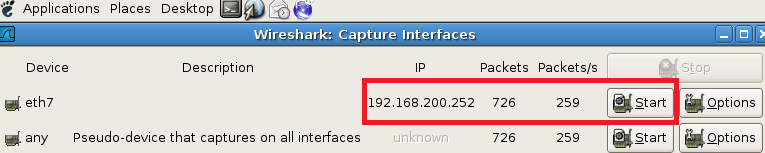 Applications Places Desktop
Wireshark: Capture Interfaces
Device Description IP Packets Packets/s Stop
eth7 192.168.200.252 726 259 Start Options
any Pseudo-device that captures on all interfaces unknown 726 259 Start Options